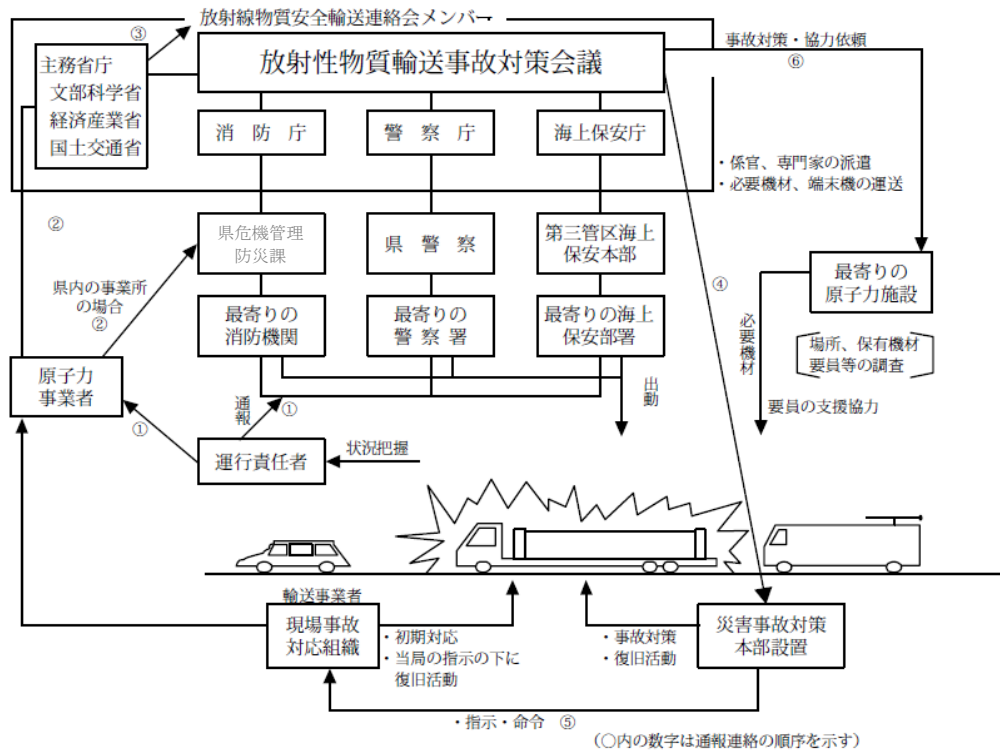 放射線物質安全輸送連絡会メンバー
③
主務省庁
文部科学省
経済産業省
国土交通省
放射性物質輸送事故対策会議
事故対策・協力依頼
⑥
消防庁
警察庁
海上保安庁
・係官、専門家の派遣
・必要機材、端末機の運送
②
県危機管理
防災課
県警察
第三管区海上
保安本部
④
最寄りの
原子力施設
県内の事業所
の場合
②
最寄りの
消防機関
最寄りの
警察署
最寄りの海上
保安部署
必要機材
場所、保有機材
要員等の調査
原子力
事業者
①
通報
①
出動
要員の支援協力
運行責任者
状況把握
輸送事業者
現場事故
対応組織
・初期対応
・当局の指示の下に
復旧活動
・事故対策
・復旧活動
災害事故対策
本部設置
・指示・命令 ⑤
(○内の数字は通報連絡の順序を示す)